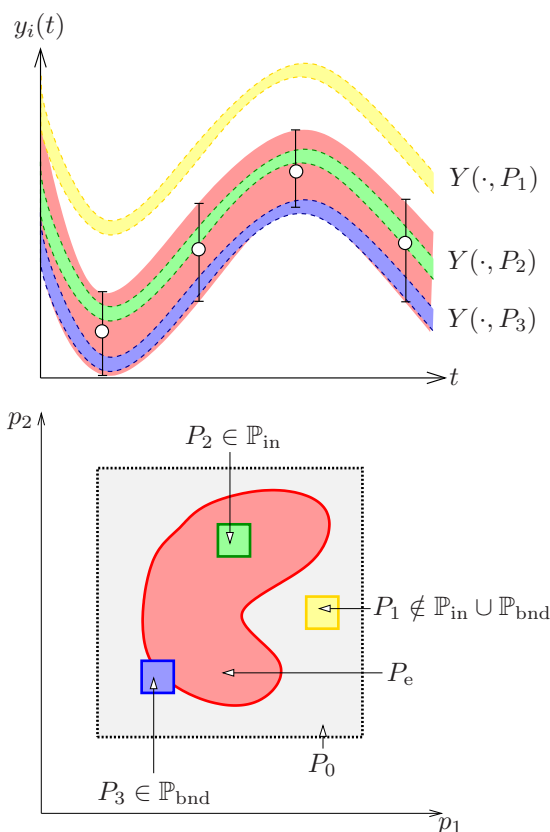 y_i(t)
Y(·, P_1)
Y(·, P_2)
Y(·, P_3)
t
p_2
P_2 ∈ ℙ_in
P_1 ∉ ℙ_in ∪ ℙ_bnd
P_e
P_0
P_3 ∈ ℙ_bnd
p_1